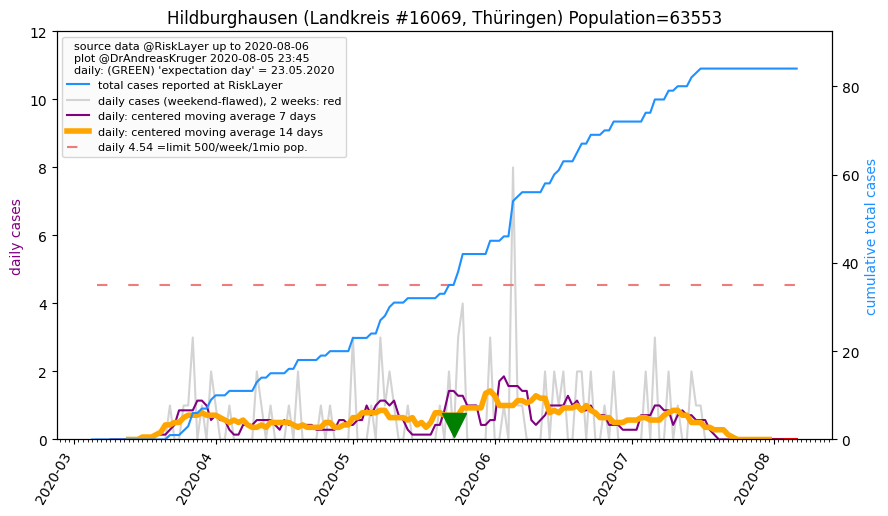 Hildburghausen (Landkreis #16069, Thüringen) Population=63553
source data @RiskLayer up to 2020-08-06
plot @DrAndreasKruger 2020-08-05 23:45
daily: (GREEN) 'expectation day' = 23.05.2020
total cases reported at RiskLayer
daily cases (weekend-flawed), 2 weeks: red
daily: centered moving average 7 days
daily: centered moving average 14 days
daily 4.54 =limit 500/week/1mio pop.
daily cases
12
10
8
6
4
2
0
cumulative total cases
80
60
40
20
0
2020-03
2020-04
2020-05
2020-06
2020-07
2020-08